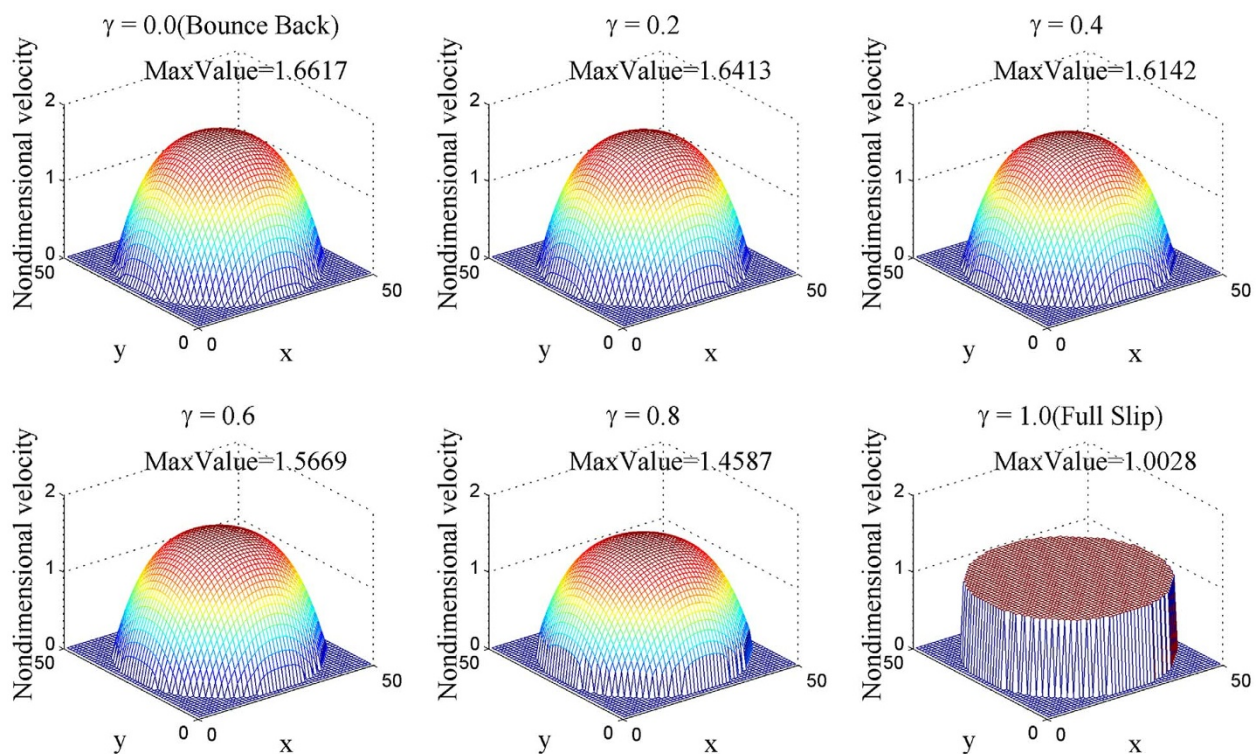 γ = 0.0(Bounce Back)
MaxValue=1.6617
Nondimensional velocity
2
1
0
50
y
0
0
x
50
γ = 0.2
MaxValue=1.6413
Nondimensional velocity
2
1
0
50
y
0
0
x
50
γ = 0.4
MaxValue=1.6142
Nondimensional velocity
2
1
0
50
y
0
0
x
50
γ = 0.6
MaxValue=1.5669
Nondimensional velocity
2
1
0
50
y
0
0
x
50
γ = 0.8
MaxValue=1.4587
Nondimensional velocity
2
1
0
50
y
0
0
x
50
γ = 1.0(Full Slip)
MaxValue=1.0028
Nondimensional velocity
2
1
0
50
y
0
0
x
50